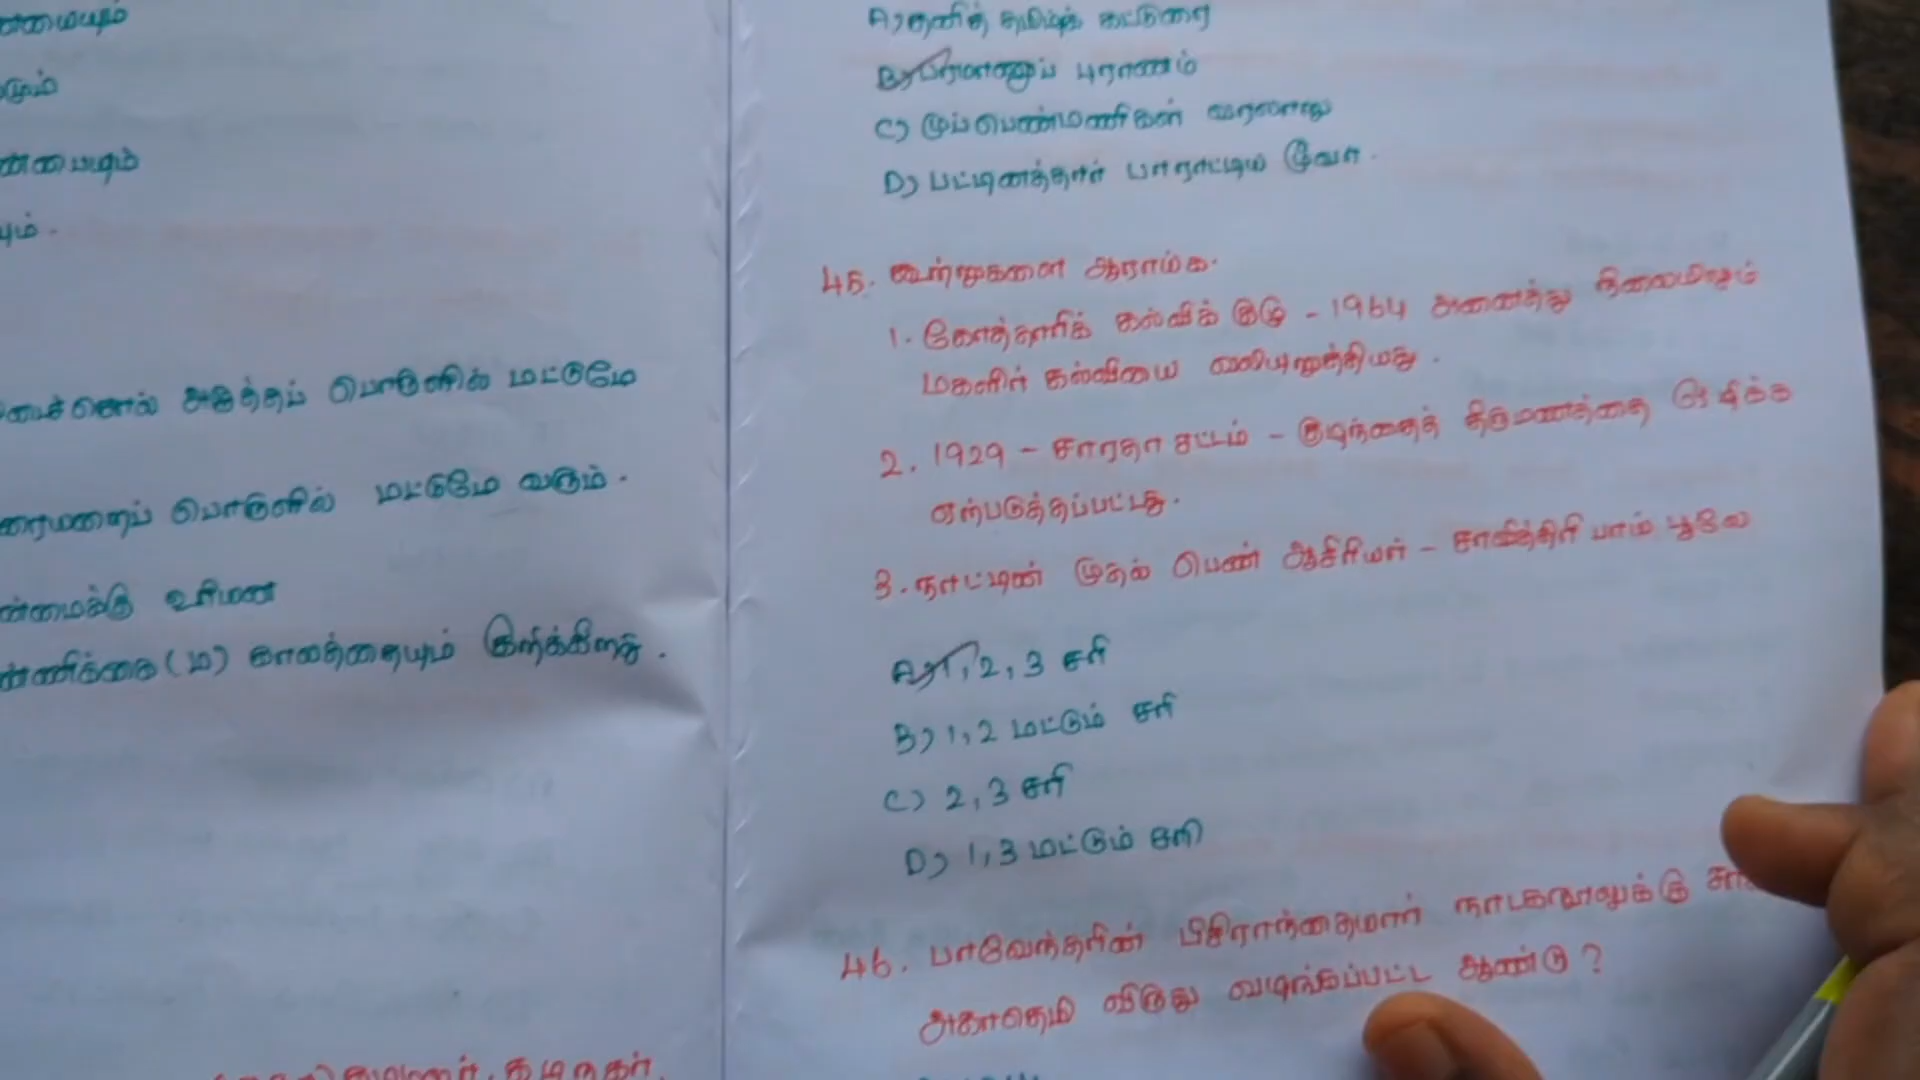 ண்மையும்
ண்பையும்
யும்.
பைச்சொல் அடுத்தப் பொருளில் மட்டுமே
பொருளில் மட்டுமே வரும்.
ண்மைக்கு உரிமண
ண்ணிக்கை (ம) காலத்தையும் குறிக்கிறது.
A) தனித் தமிழ்க் கட்டுரை
B) பரமாணுப் புராணம்
C) முப்பெண்மணிகள் வரலாறு
D) பட்டினத்தார் பாராட்டிய மூவர்.
45. கூற்றுகளை ஆராய்க.
1. கோத்தாரிக் கல்விக் குழு - 1964 அனைத்து நிலையிலும்
மகளிர் கல்வியை வலியுறுத்தியது.
2. 1929 - சாரதா சட்டம் - குழந்தைத் திருமணத்தை ஒழிக்க
ஏற்படுத்தப்பட்டது.
3. நாட்டின் முதல் பெண் ஆசிரியர் - சாவித்திரி பாய் பூலே
A) 1, 2, 3 சரி
B) 1, 2 மட்டும் சரி
C) 2, 3 சரி
D) 1, 3 மட்டும் சரி
46. பாவேந்தரின் பிசிராந்தையார் நாடகநூலுக்கு சா
அகாதெமி விருது வழங்கப்பட்ட ஆண்டு?